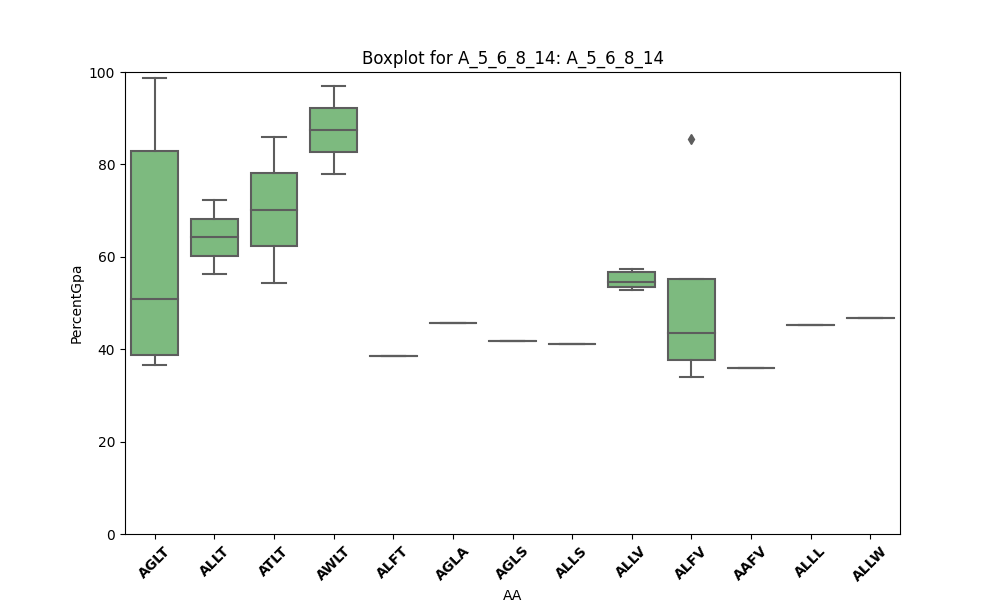 Boxplot for A_5_6_8_14: A_5_6_8_14
PercentGpa
100
80
60
40
20
0
AGLT
ALLT
ATLT
AWLT
ALFT
AGLA
AGLS
ALLS
ALLV
ALFV
AAFV
ALLL
ALLW
AA